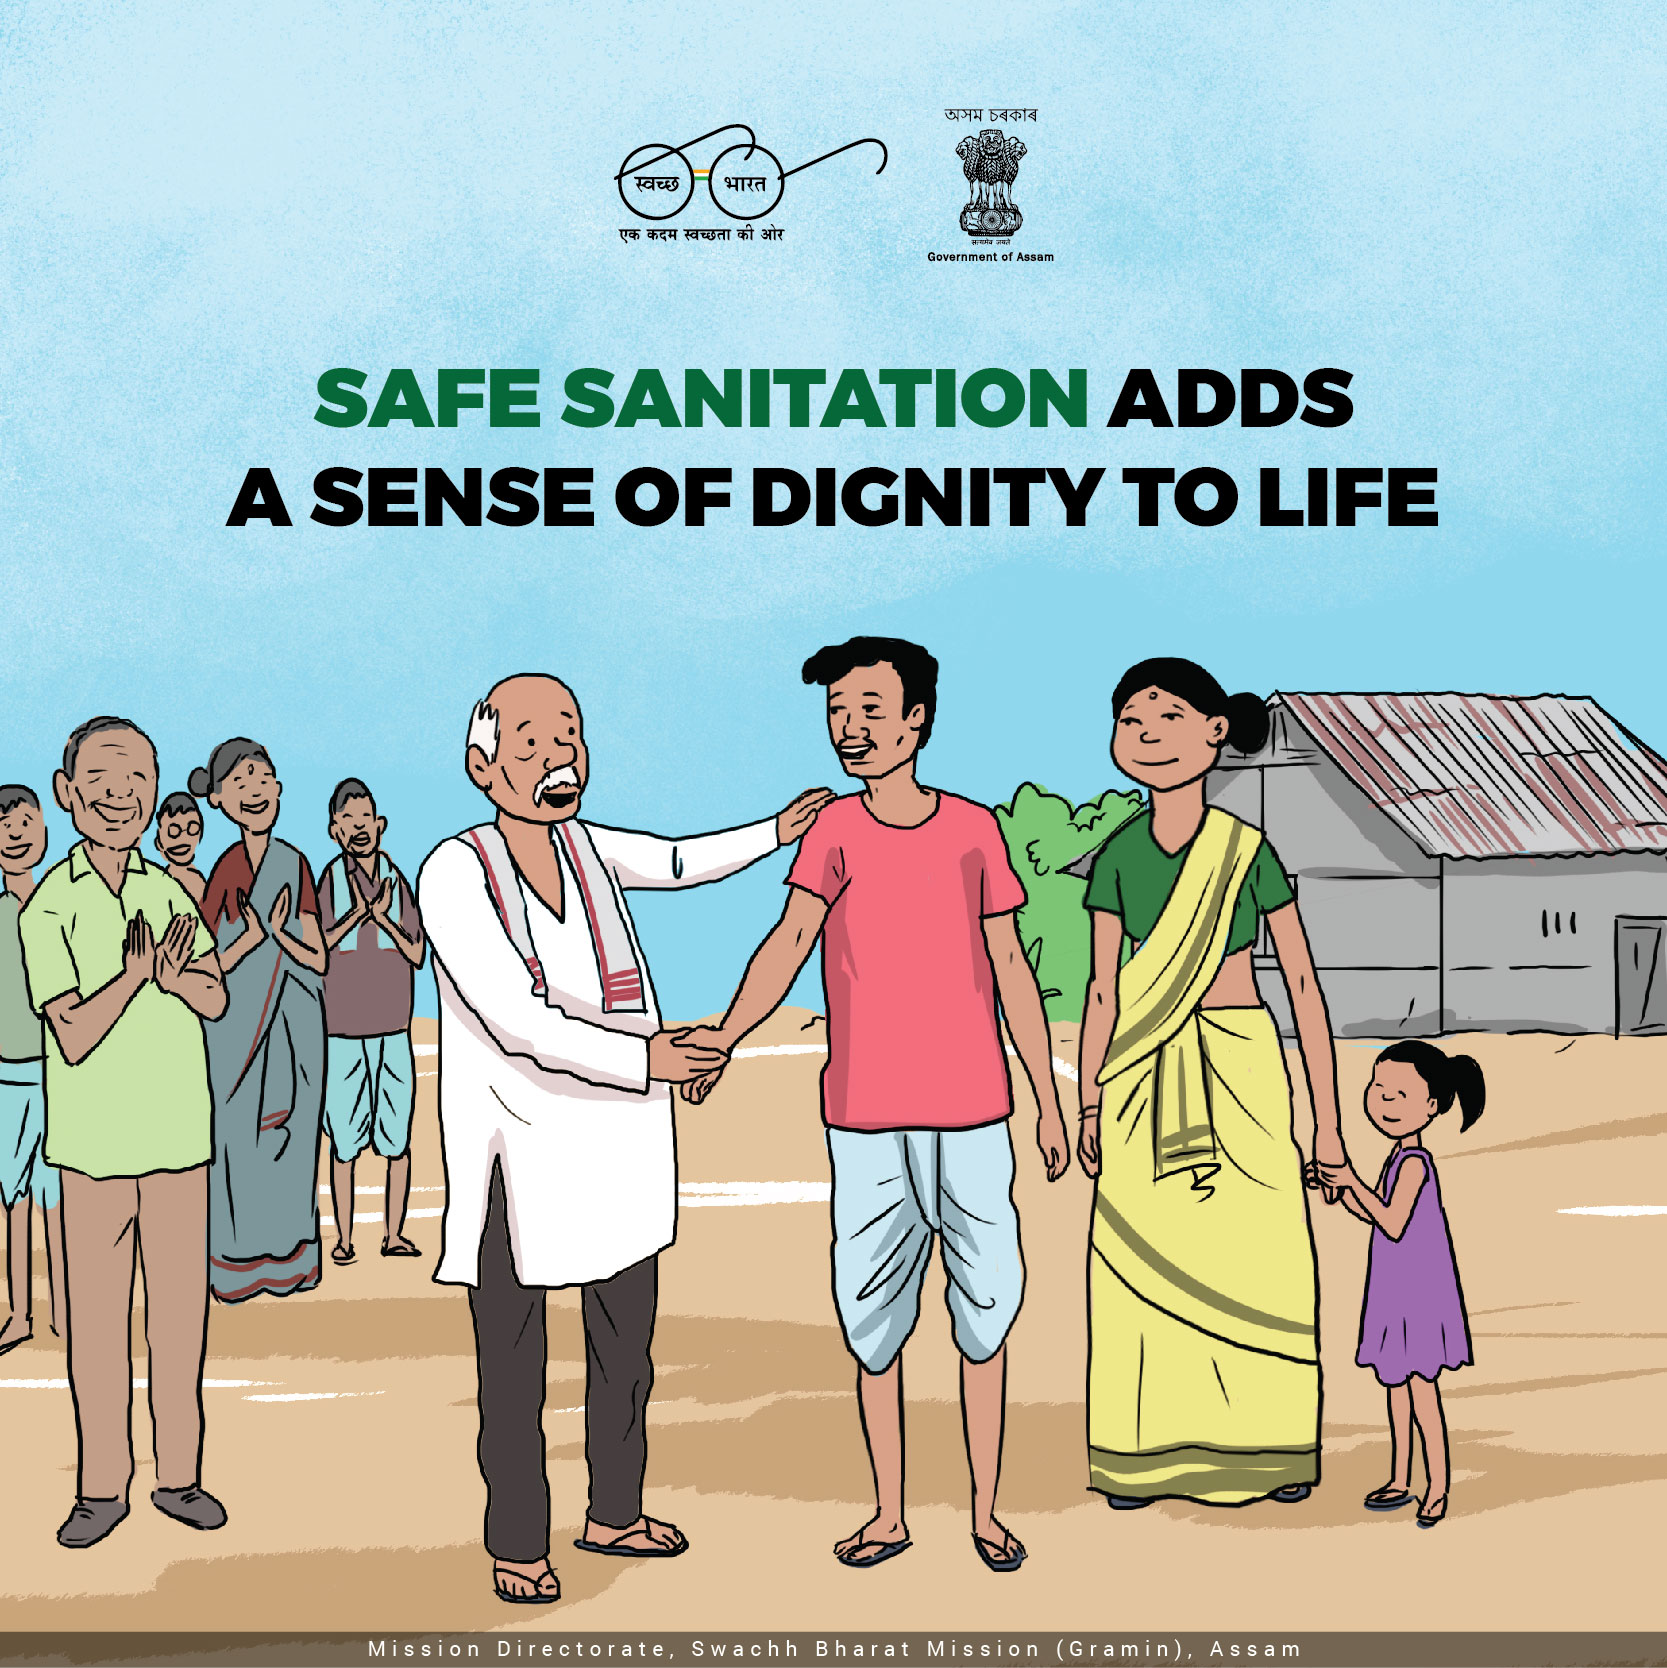 অসম চৰকাৰ
स्वच्छ भारत
एक कदम स्वच्छता की ओर
सत्यमेव जयते
Government of Assam
SAFE SANITATION ADDS
A SENSE OF DIGNITY TO LIFE
Mission Directorate, Swachh Bharat Mission (Gramin), Assam